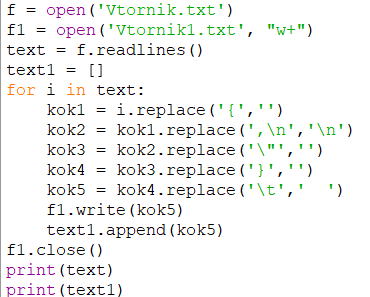 f = open('Vtornik.txt')
f1 = open('Vtornik1.txt', "w+")
text = f.readlines()
text1 = []
for i in text:
    kok1 = i.replace('{','')
    kok2 = kok1.replace(',\n','\n')
    kok3 = kok2.replace('\"','')
    kok4 = kok3.replace('}','')
    kok5 = kok4.replace('\t','  ')
    f1.write(kok5)
    text1.append(kok5)
f1.close()
print(text)
print(text1)